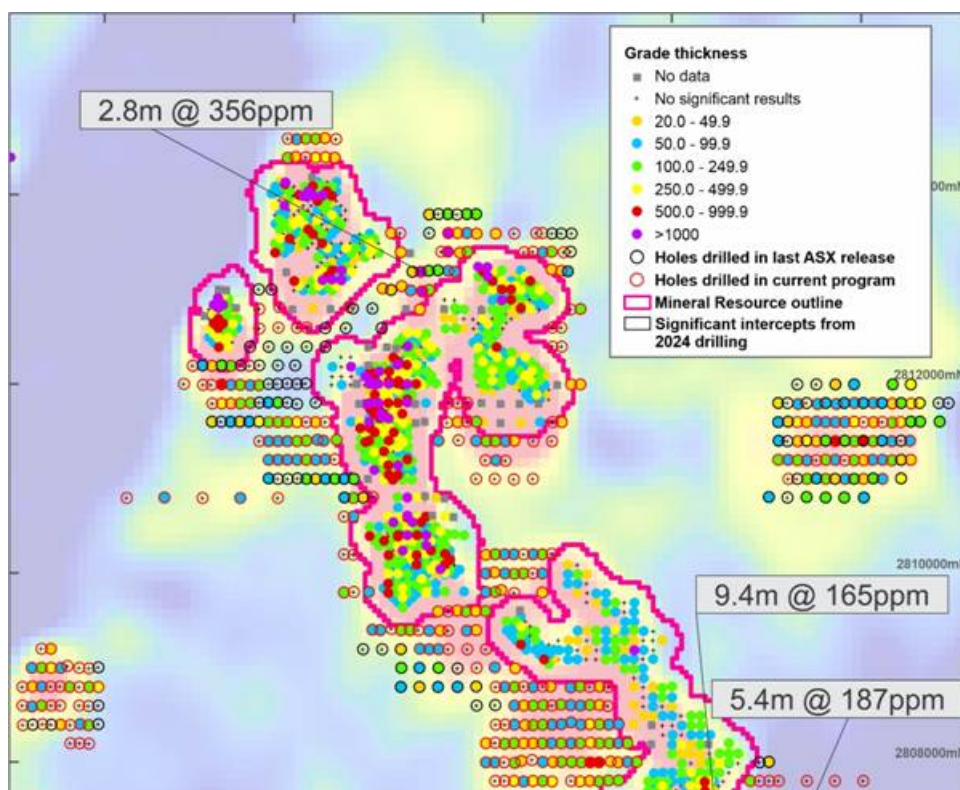 Grade thickness
No data
No significant results
20.0 - 49.9
50.0 - 99.9
100.0 - 249.9
250.0 - 499.9
500.0 - 999.9
>1000
Holes drilled in last ASX release
Holes drilled in current program
Mineral Resource outline
Significant intercepts from
2024 drilling
2.8m @ 356ppm
2812000mN
2810000mN
9.4m @ 165ppm
5.4m @ 187ppm
2808000mN